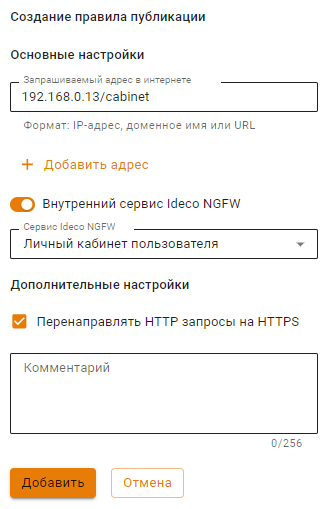 Создание правила публикации
Основные настройки
Запрашиваемый адрес в интернете
192.168.0.13/cabinet
Формат: IP-адрес, доменное имя или URL
+ Добавить адрес
Внутренний сервис Ideco NGFW
Сервис Ideco NGFW
Личный кабинет пользователя
Дополнительные настройки
Перенаправлять HTTP запросы на HTTPS
Комментарий
0/256
Добавить
Отмена